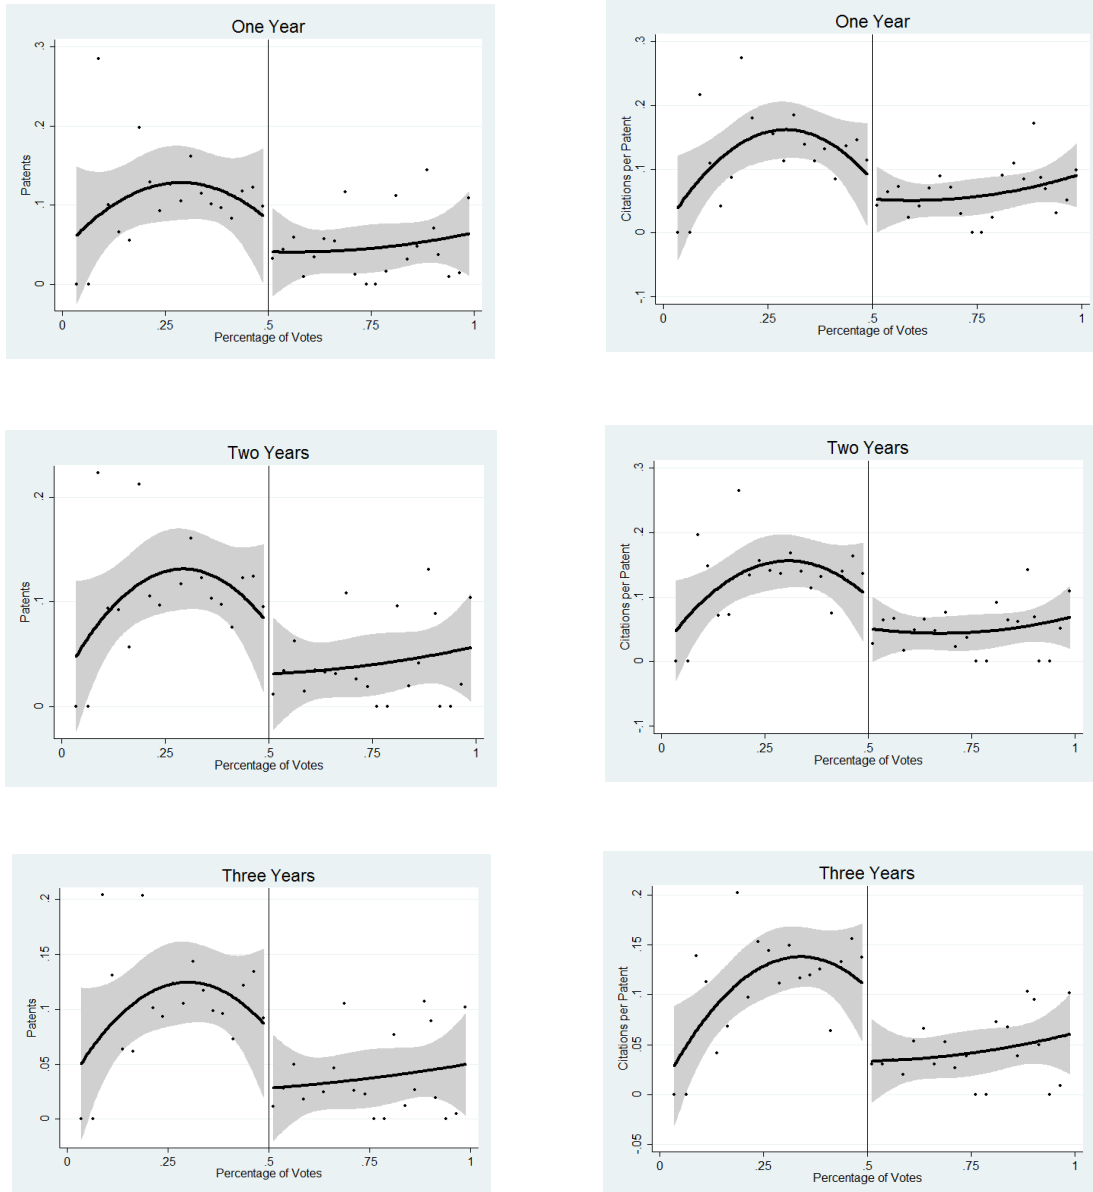 One Year
.3
.2
.1
0
Patents
0 .25 .5 .75 1
Percentage of Votes
One Year
.3
.2
.1
0
-.1
Citations per Patent
0 .25 .5 .75 1
Percentage of Votes
Two Years
.2
.1
0
Patents
0 .25 .5 .75 1
Percentage of Votes
Two Years
.3
.2
.1
0
-.1
Citations per Patent
0 .25 .5 .75 1
Percentage of Votes
Three Years
.2
.15
.1
.05
0
Patents
0 .25 .5 .75 1
Percentage of Votes
Three Years
.2
.15
.1
.05
0
-.05
Citations per Patent
0 .25 .5 .75 1
Percentage of Votes